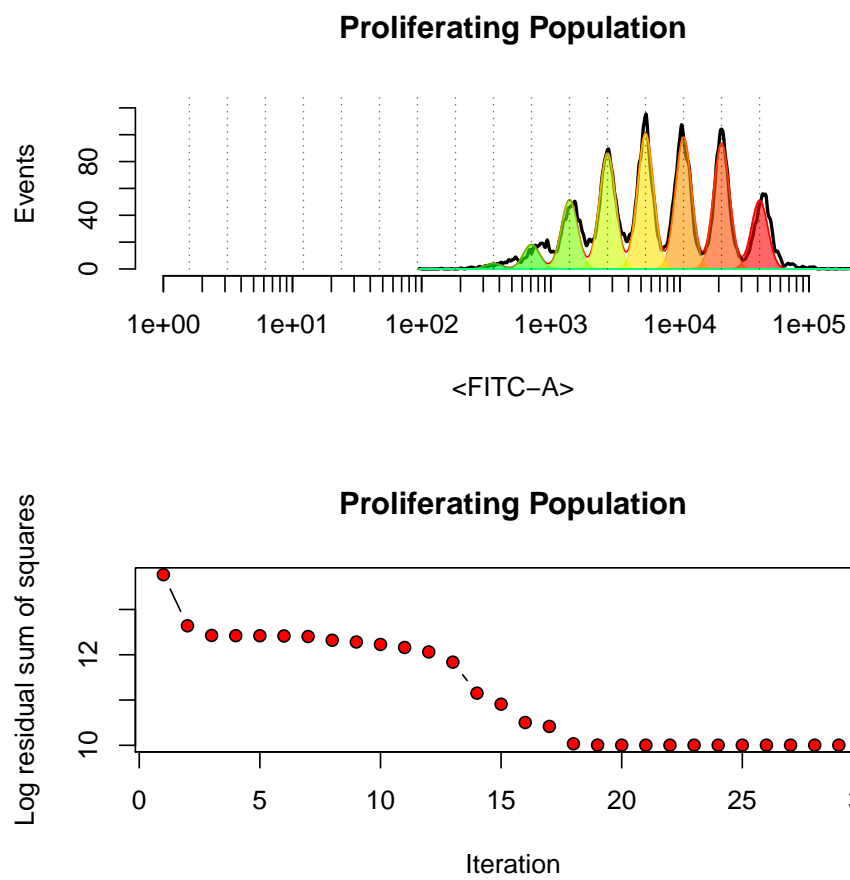 Proliferating Population
Events
0 40 80
1e+00 1e+01 1e+02 1e+03 1e+04 1e+05
<FITC−A>
Proliferating Population
Log residual sum of squares
10 12
0 5 10 15 20 25
Iteration